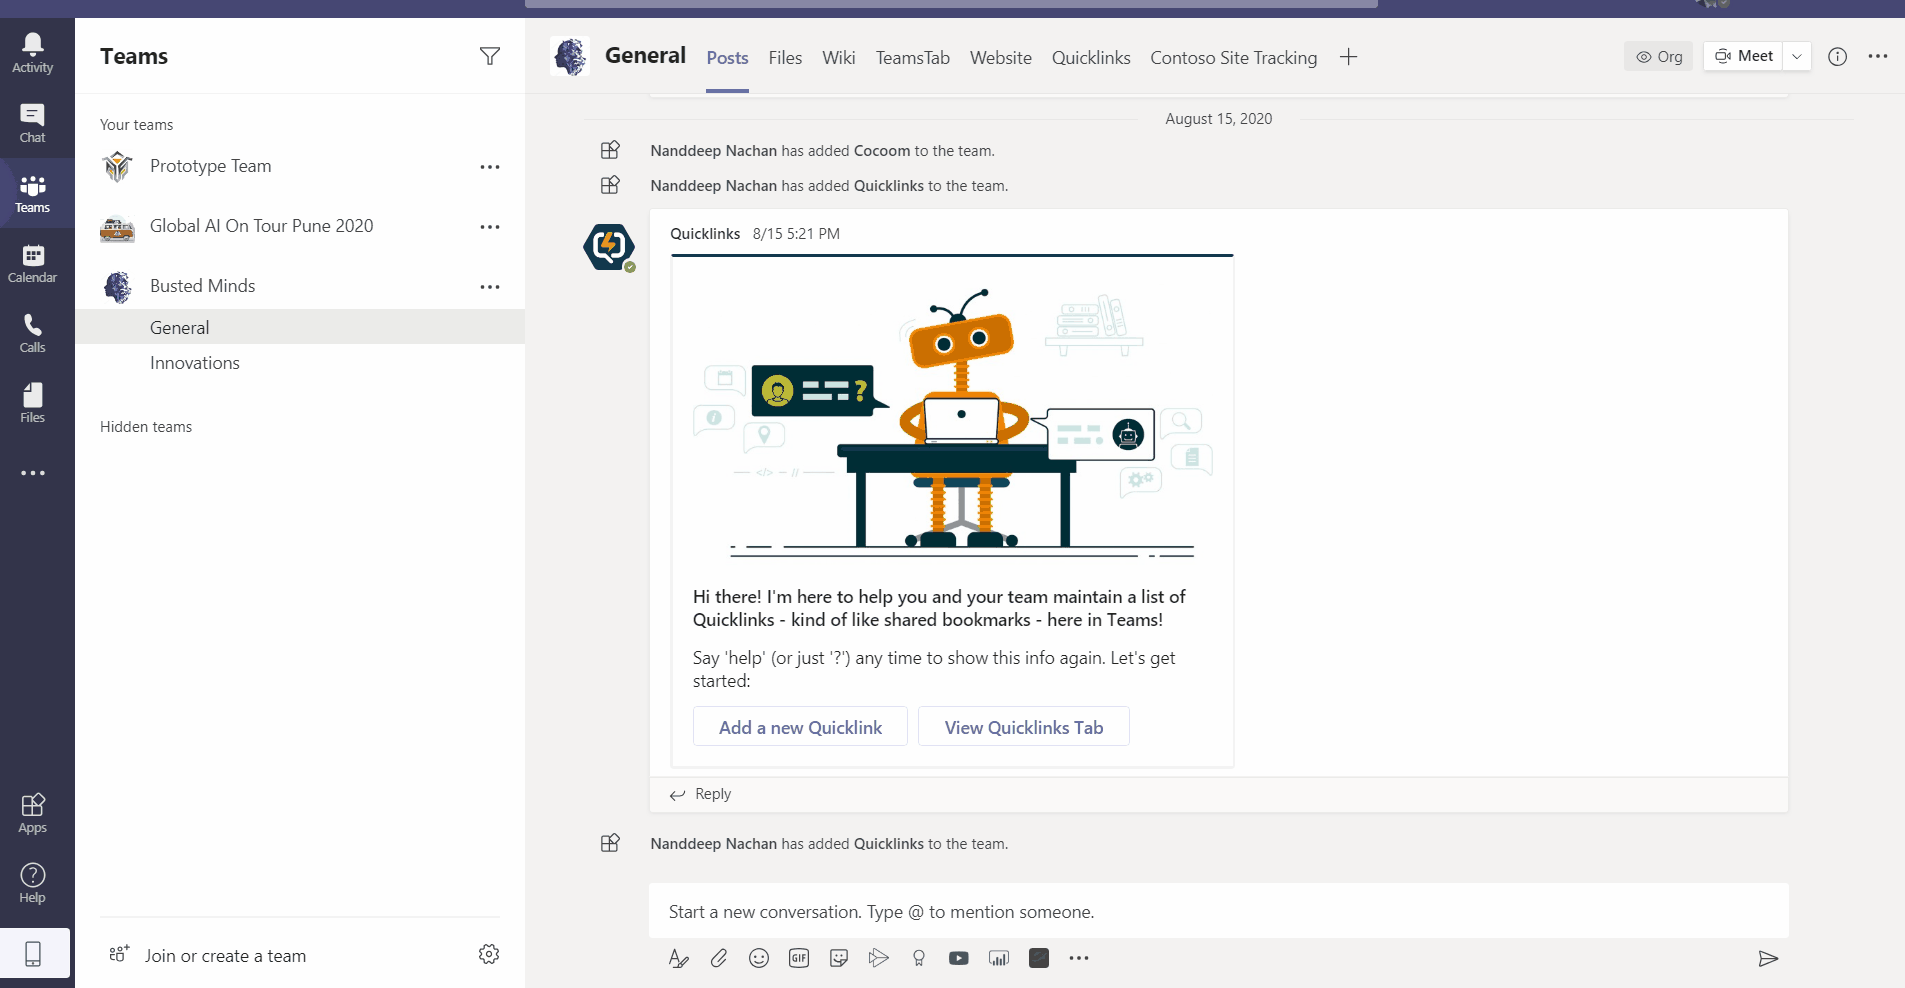 Activity
Chat
Teams
Calendar
Calls
Files
Apps
Help
Teams
Your teams
Prototype Team
Global AI On Tour Pune 2020
Busted Minds
General
Innovations
Hidden teams
Join or create a team
General Posts Files Wiki TeamsTab Website Quicklinks Contoso Site Tracking
Org Meet
August 15, 2020
Nanddeep Nachan has added Cocoom to the team.
Nanddeep Nachan has added Quicklinks to the team.
Quicklinks 8/15 5:21 PM
?
i
</> - //
Hi there! I'm here to help you and your team maintain a list of
Quicklinks - kind of like shared bookmarks - here in Teams!
Say 'help' (or just '?') any time to show this info again. Let's get
started:
Add a new Quicklink View Quicklinks Tab
Reply
Nanddeep Nachan has added Quicklinks to the team.
Start a new conversation. Type @ to mention someone.
GIF